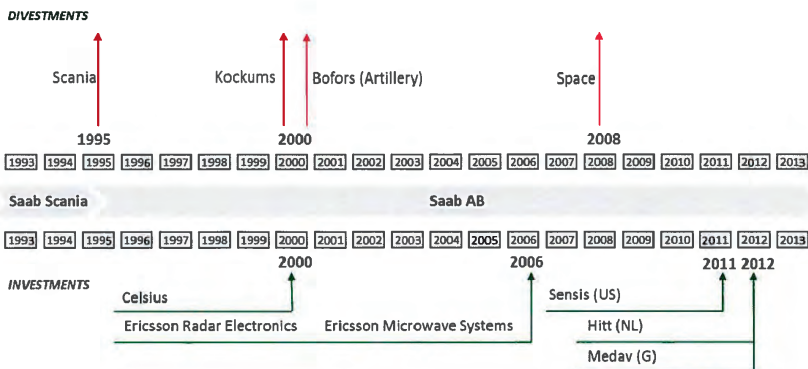 DIVESTMENTS
Scania Kockums Bofors (Artillery) Space
1995 2000 2008
1993 1994 1995 1996 1997 1998 1999 2000 2001 2002 2003 2004 2005 2006 2007 2008 2009 2010 2011 2012 2013
Saab Scania Saab AB
1993 1994 1995 1996 1997 1998 1999 2000 2001 2002 2003 2004 2005 2006 2007 2008 2009 2010 2011 2012 2013
2000 2006 2011 2012
INVESTMENTS
Celsius Sensis (US)
Ericsson Radar Electronics Ericsson Microwave Systems Hitt (NL)
Medav (G)